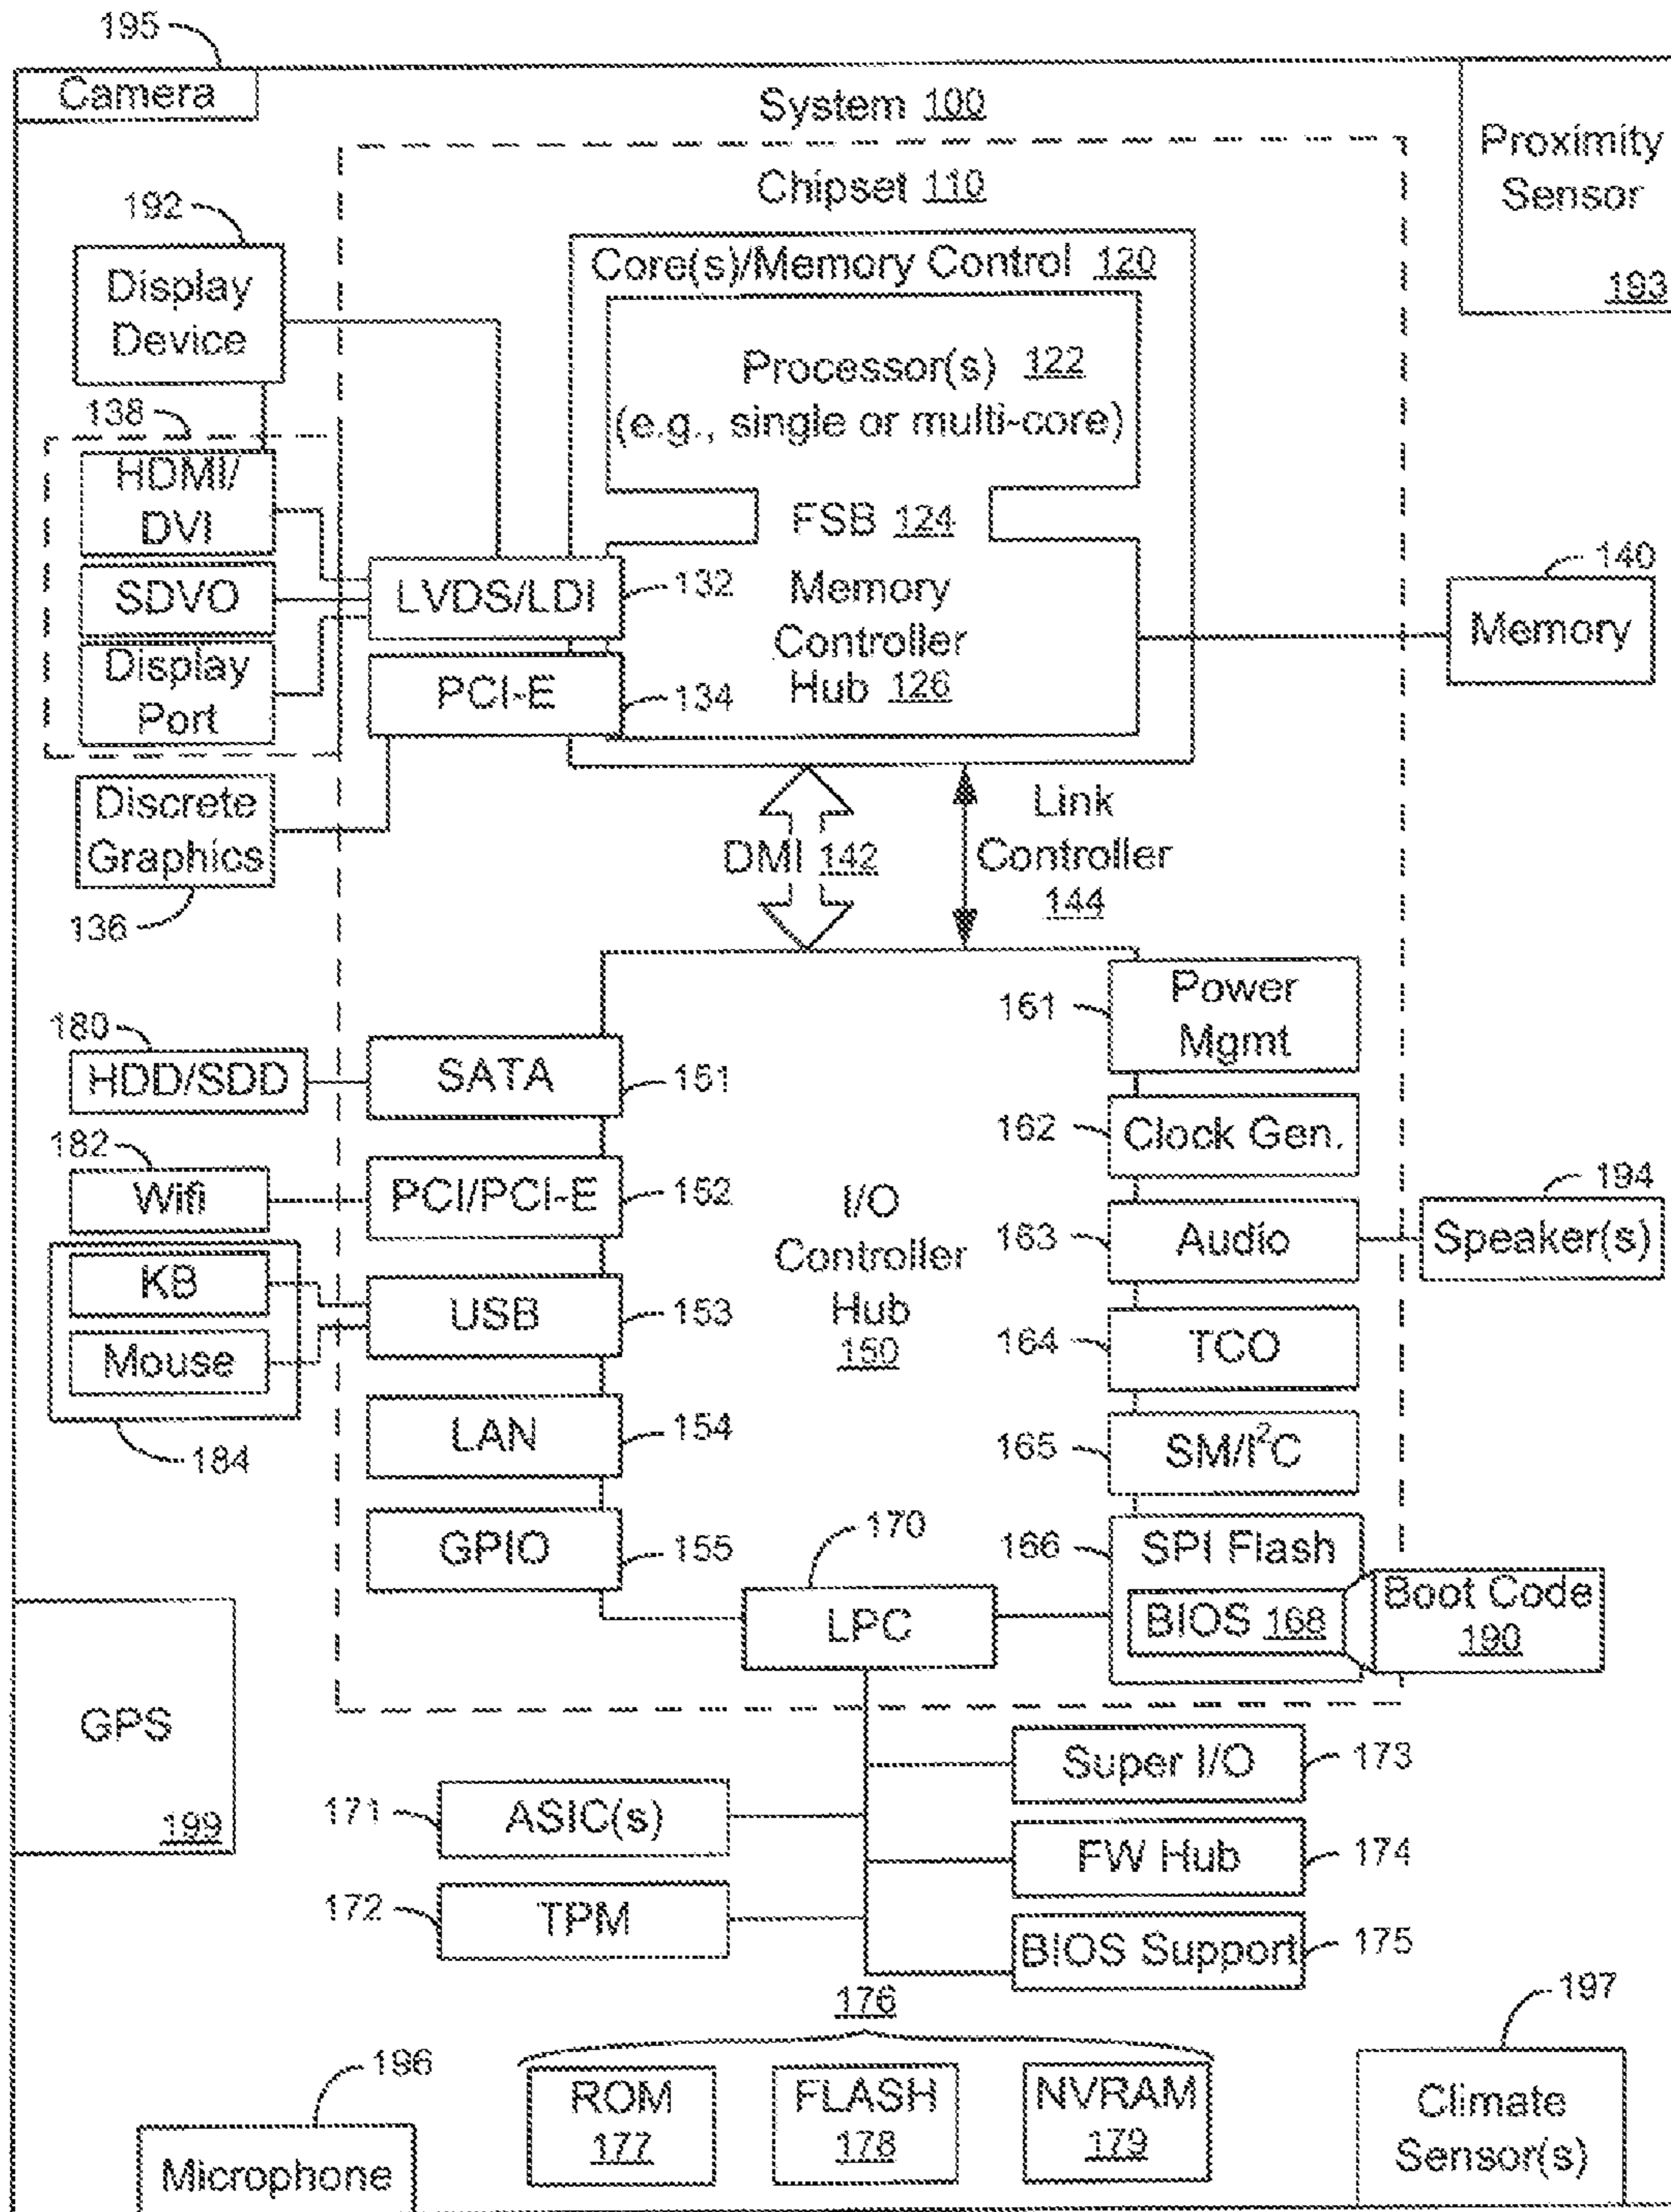 195
Camera
System 100
Proximity
Sensor
193
Chipset 110
192
Display
Device
Core(s)/Memory Control 120
Processor(s) 122
(e.g., single or multi-core)
138
HDMI/
DVI
FSB 124
SDVO
LVDS/LDI
132
Memory
Controller
Hub 126
140
Memory
Display
Port
PCI-E
134
Discrete
Graphics
136
DMI 142
Link
Controller
144
161
Power
Mgmt
180
HDD/SDD
SATA
151
162
Clock Gen.
182
Wifi
PCI/PCI-E
152
I/O
Controller
Hub
150
163
Audio
194
Speaker(s)
KB
Mouse
184
USB
153
164
TCO
LAN
154
165
SM/I²C
GPIO
155
170
LPC
166
SPI Flash
BIOS 168
Boot Code
190
GPS
199
Super I/O
173
171
ASIC(s)
FW Hub
174
172
TPM
BIOS Support
175
176
197
196
ROM
177
FLASH
178
NVRAM
179
Climate
Sensor(s)
Microphone